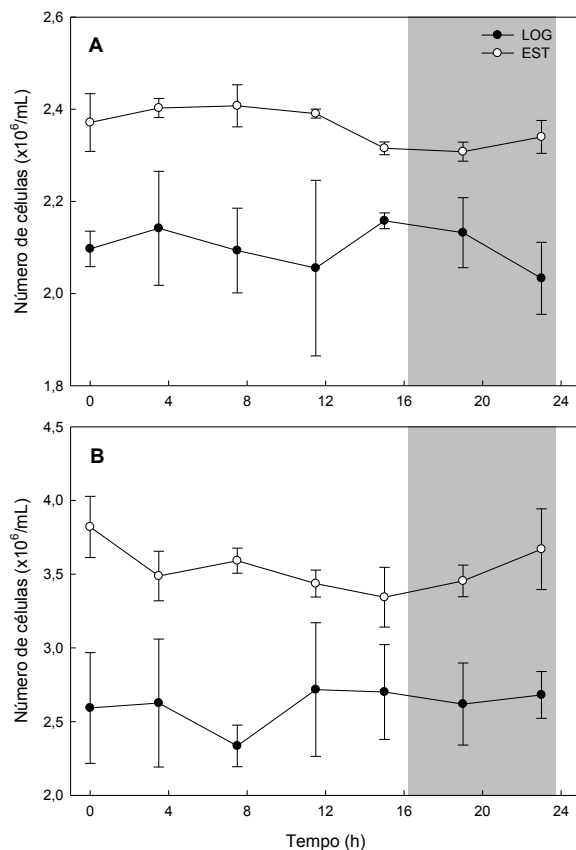 2,6
A
LOG
EST
2,4
2,2
2,0
1,8
Número de células (x10⁶/mL)
0 4 8 12 16 20 24
4,5
B
4,0
3,5
3,0
2,5
2,0
Número de células (x10⁶/mL)
0 4 8 12 16 20 24
Tempo (h)